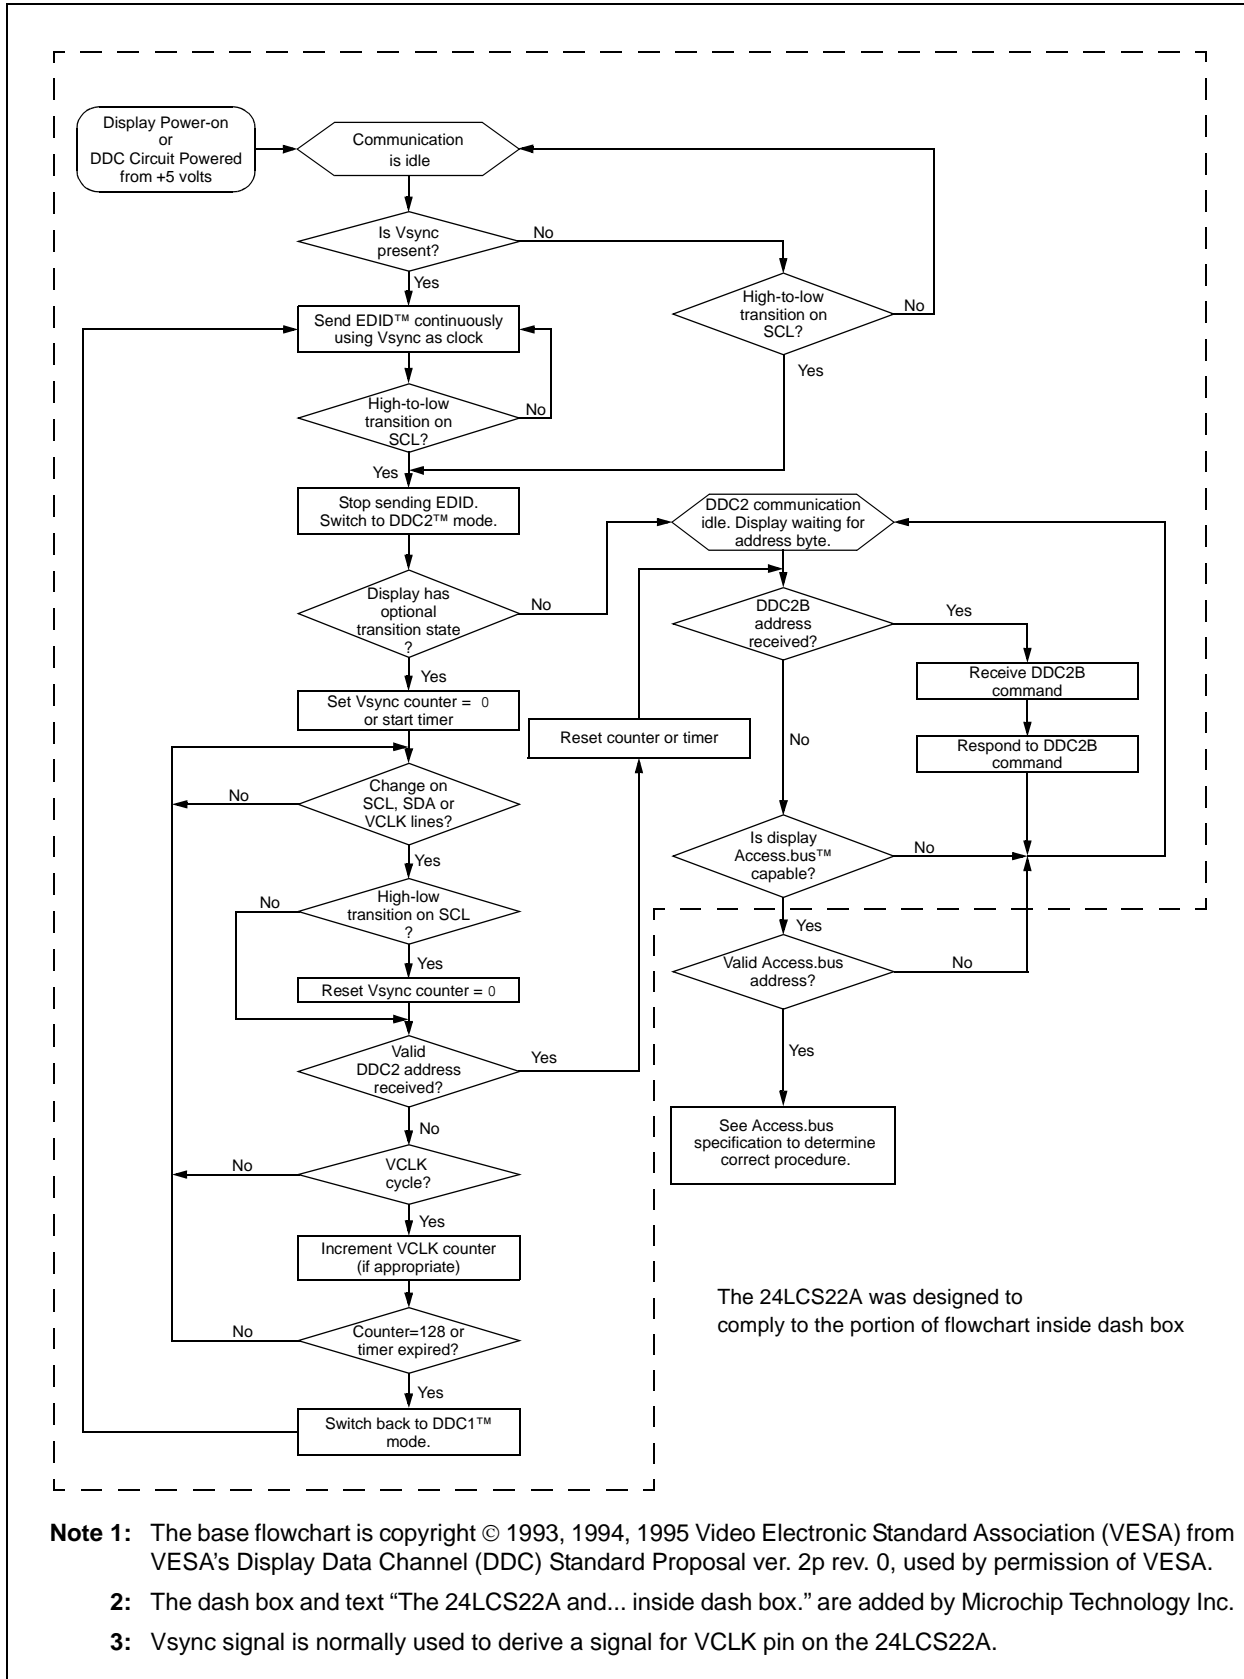 Display Power-on
or
DDC Circuit Powered
from +5 volts
Communication
is idle
Is Vsync
present?
No
Yes
High-to-low
transition on
SCL?
No
Yes
Send EDID™ continuously
using Vsync as clock
High-to-low
transition on
SCL?
No
Yes
Stop sending EDID.
Switch to DDC2™ mode.
DDC2 communication
idle. Display waiting for
address byte.
Display has
optional
transition state
?
No
Yes
DDC2B
address
received?
Yes
No
Receive DDC2B
command
Respond to DDC2B
command
Set Vsync counter = 0
or start timer
Reset counter or timer
Change on
SCL, SDA or
VCLK lines?
No
Yes
Is display
Access.bus™
capable?
No
Yes
High-low
transition on SCL
?
No
Yes
Reset Vsync counter = 0
Valid Access.bus
address?
No
Yes
Valid
DDC2 address
received?
Yes
No
See Access.bus
specification to determine
correct procedure.
VCLK
cycle?
No
Yes
Increment VCLK counter
(if appropriate)
Counter=128 or
timer expired?
No
Yes
Switch back to DDC1™
mode.
The 24LCS22A was designed to
comply to the portion of flowchart inside dash box
Note 1: The base flowchart is copyright © 1993, 1994, 1995 Video Electronic Standard Association (VESA) from
VESA's Display Data Channel (DDC) Standard Proposal ver. 2p rev. 0, used by permission of VESA.
2: The dash box and text “The 24LCS22A and... inside dash box.” are added by Microchip Technology Inc.
3: Vsync signal is normally used to derive a signal for VCLK pin on the 24LCS22A.